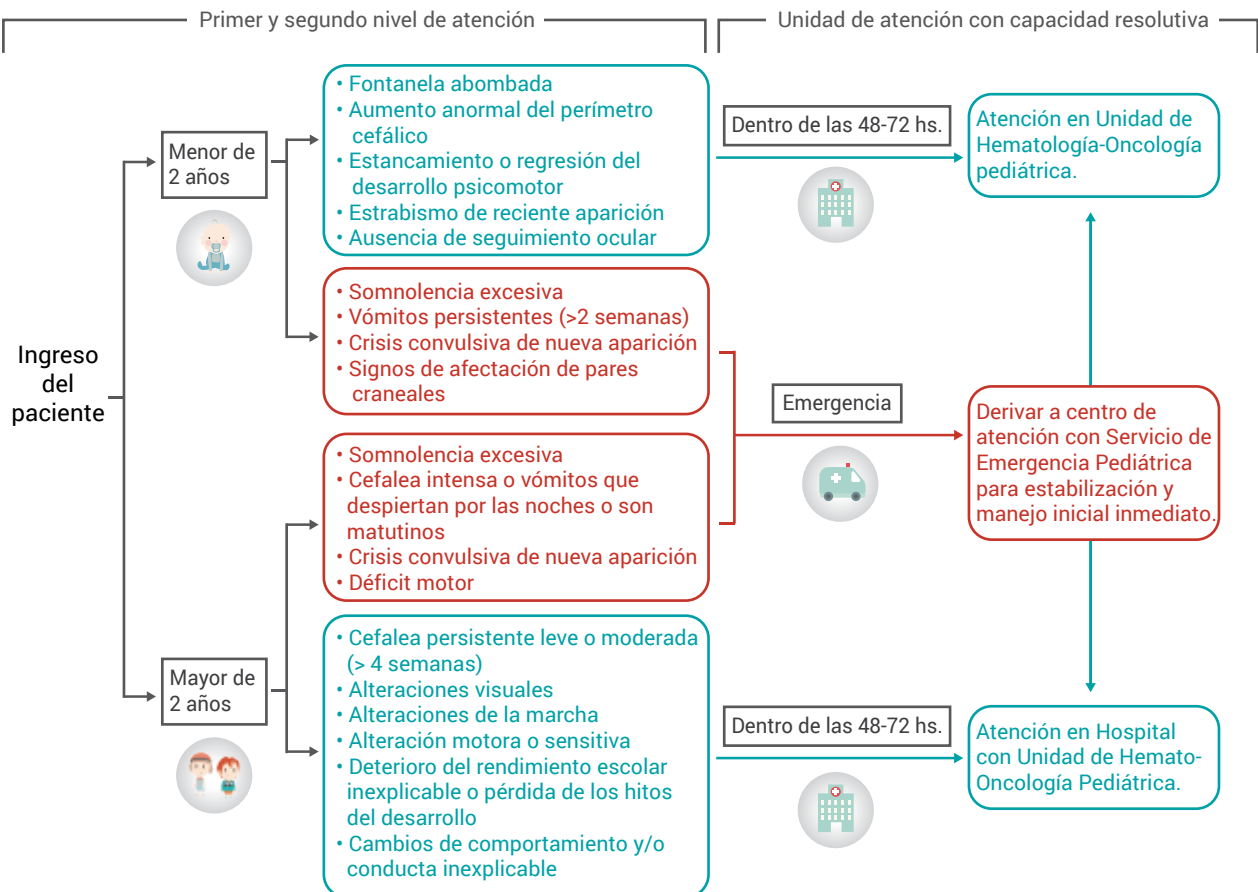 Primer y segundo nivel de atención
Unidad de atención con capacidad resolutiva
Ingreso
del
paciente
Menor de
2 años
• Fontanela abombada
• Aumento anormal del perímetro
cefálico
• Estancamiento o regresión del
desarrollo psicomotor
• Estrabismo de reciente aparición
• Ausencia de seguimiento ocular
Dentro de las 48-72 hs.
Atención en Unidad de
Hematología-Oncología
pediátrica.
• Somnolencia excesiva
• Vómitos persistentes (>2 semanas)
• Crisis convulsiva de nueva aparición
• Signos de afectación de pares
craneales
• Somnolencia excesiva
• Cefalea intensa o vómitos que
despiertan por las noches o son
matutinos
• Crisis convulsiva de nueva aparición
• Déficit motor
Emergencia
Derivar a centro de
atención con Servicio de
Emergencia Pediátrica
para estabilización y
manejo inicial inmediato.
Mayor de
2 años
• Cefalea persistente leve o moderada
(> 4 semanas)
• Alteraciones visuales
• Alteraciones de la marcha
• Alteración motora o sensitiva
• Deterioro del rendimiento escolar
inexplicable o pérdida de los hitos
del desarrollo
• Cambios de comportamiento y/o
conducta inexplicable
Dentro de las 48-72 hs.
Atención en Hospital
con Unidad de Hemato-
Oncología Pediátrica.